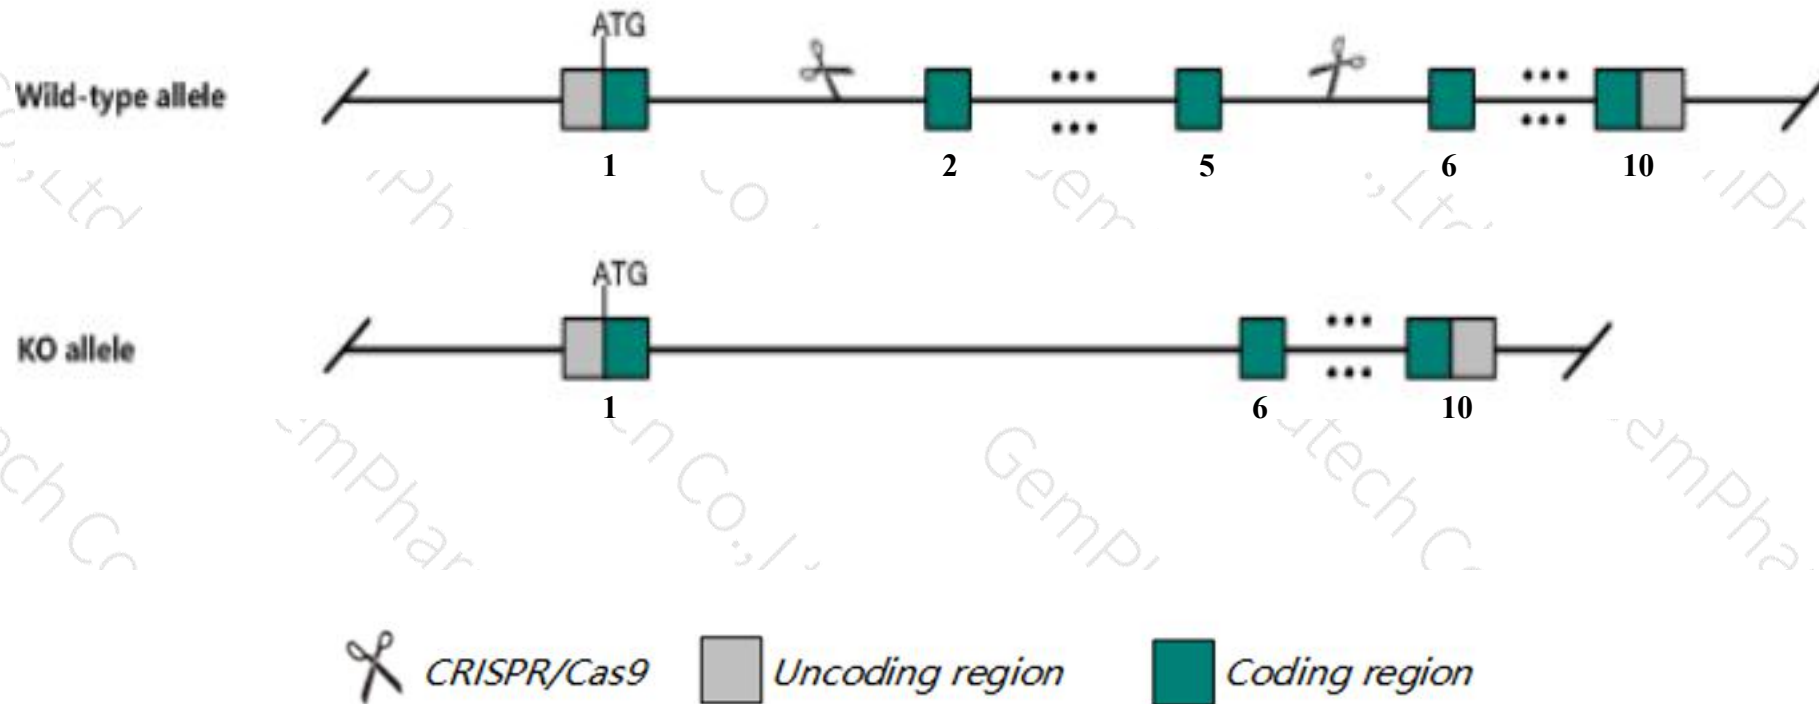 ATG
Wild-type allele
1 2 5 6 10
ATG
KO allele
1 6 10
CRISPR/Cas9 Uncoding region Coding region